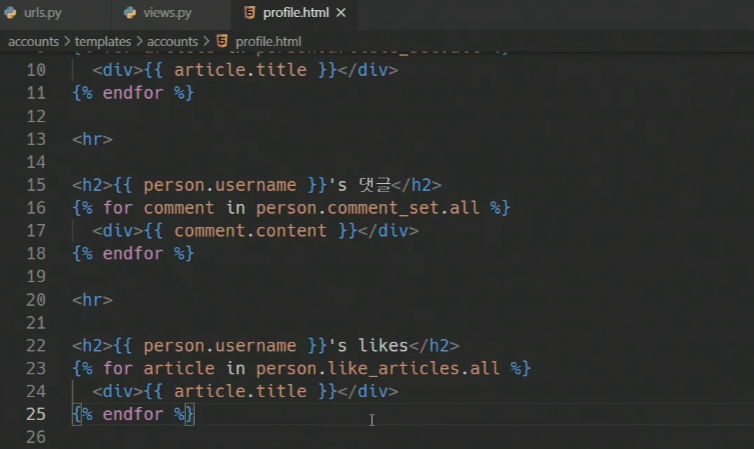 urls.py views.py profile.html
accounts > templates > accounts > profile.html
10 <div>{{ article.title }}</div>
11 {% endfor %}
12
13 <hr>
14
15 <h2>{{ person.username }}'s 댓글</h2>
16 {% for comment in person.comment_set.all %}
17 <div>{{ comment.content }}</div>
18 {% endfor %}
19
20 <hr>
21
22 <h2>{{ person.username }}'s likes</h2>
23 {% for article in person.like_articles.all %}
24 <div>{{ article.title }}</div>
25 {% endfor %}
26